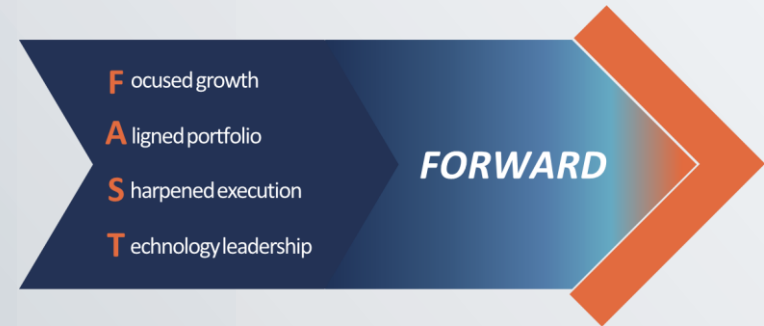 Focused growth
Aligned portfolio
Sharpened execution
Technology leadership
FORWARD